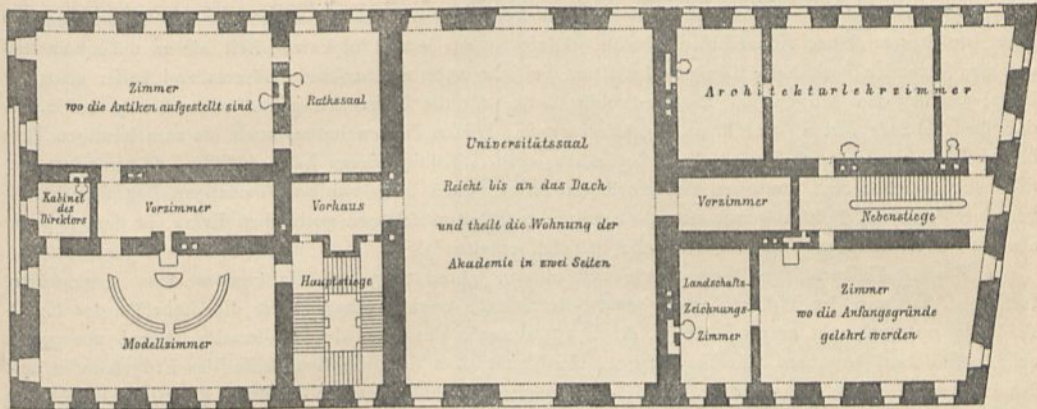 Zimmer
wo die Antiken aufgestellt sind
Rathssaal
Universitätssaal
Reicht bis an das Dach
und theilt die Wohnung der
Akademie in zwei Seiten
Architekturlehrzimmer
Kabinet
des
Direktors
Vorzimmer
Vorhaus
Vorzimmer
Nebenstiege
Modellzimmer
Hauptstiege
Landschafts
Zeichnungs
Zimmer
Zimmer
wo die Anfangsgründe
gelehrt werden